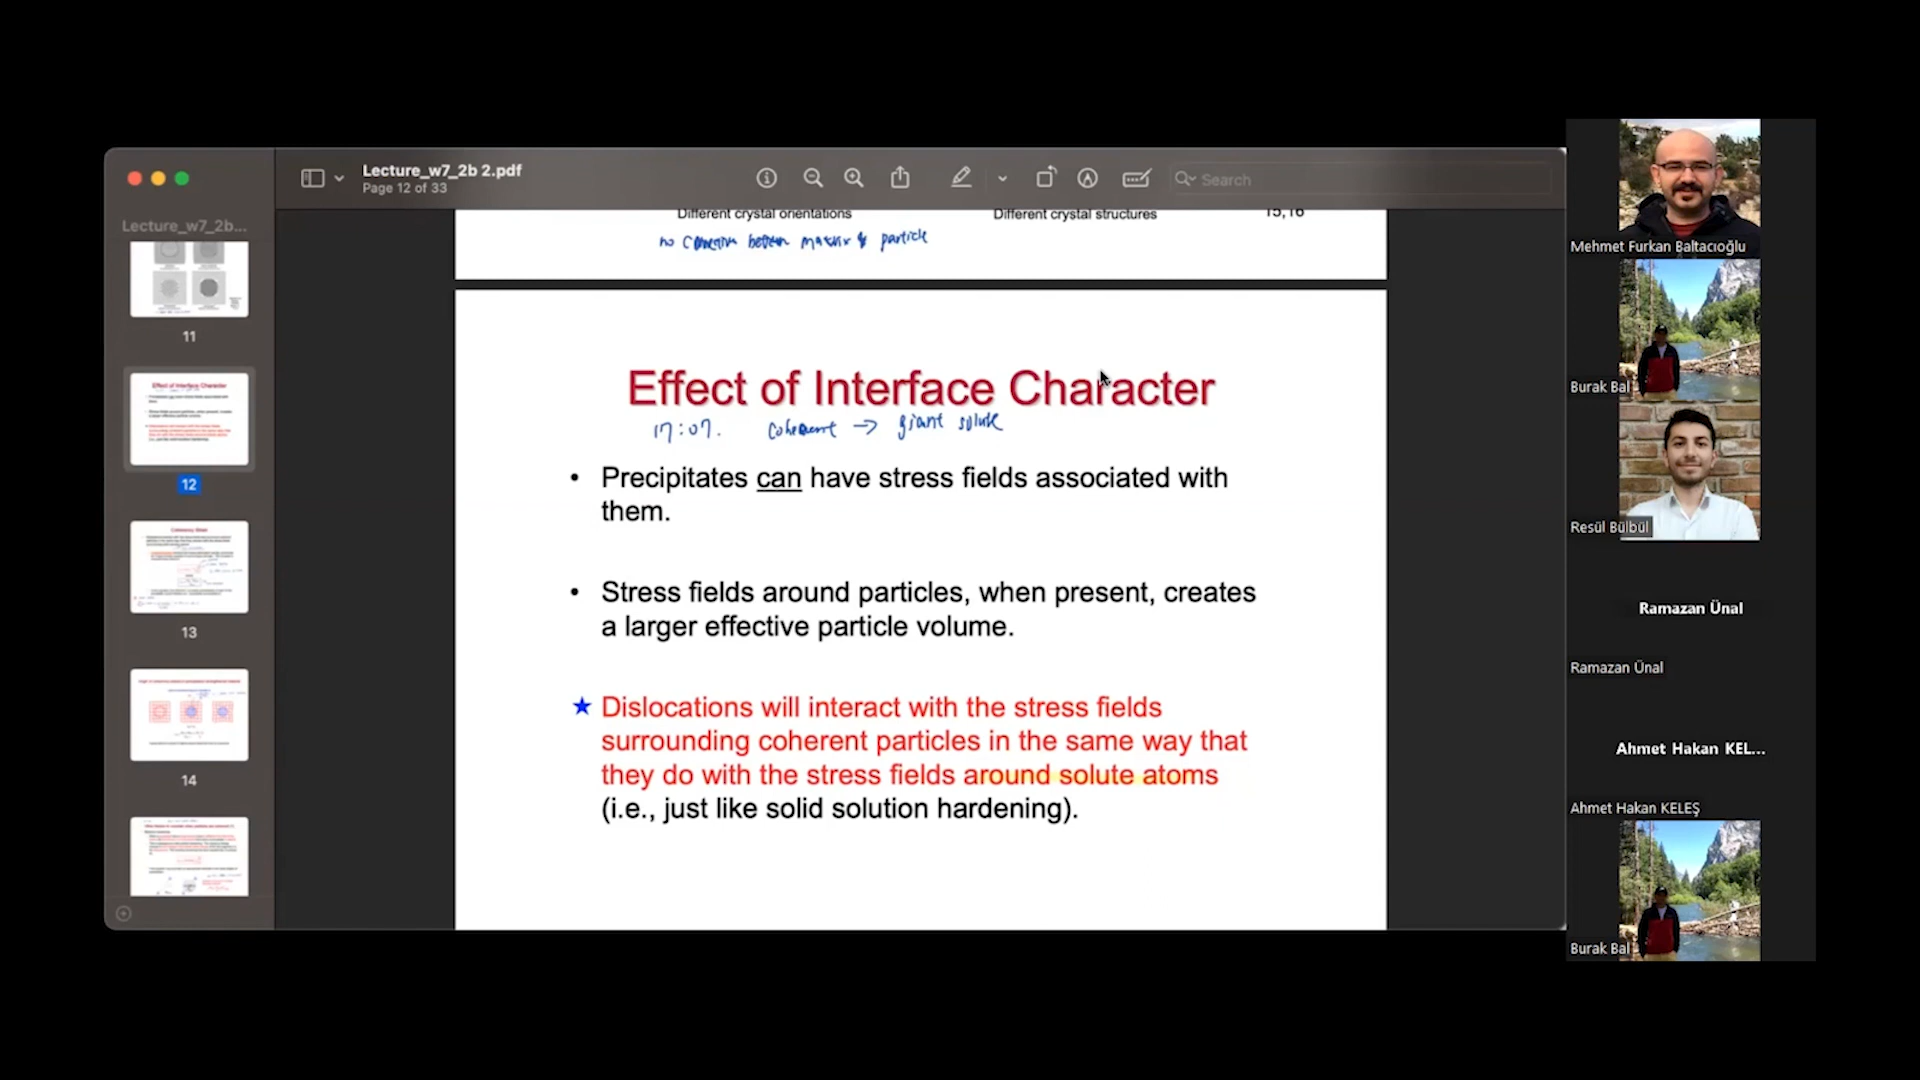 Lecture_w7_2b 2.pdf
Page 12 of 33
Search
Lecture_w7_2b...
11
12
13
14
Different crystal orientations
Different crystal structures
15,16
no between matrix & particle
Effect of Interface Character
17:07. Coherent → giant solute
• Precipitates can have stress fields associated with
them.
• Stress fields around particles, when present, creates
a larger effective particle volume.
★ Dislocations will interact with the stress fields
surrounding coherent particles in the same way that
they do with the stress fields around solute atoms
(i.e., just like solid solution hardening).
Mehmet Furkan Baltacıoğlu
Burak Bal
Resül Bülbül
Ramazan Ünal
Ramazan Ünal
Ahmet Hakan KEL...
Ahmet Hakan KELEŞ
Burak Bal